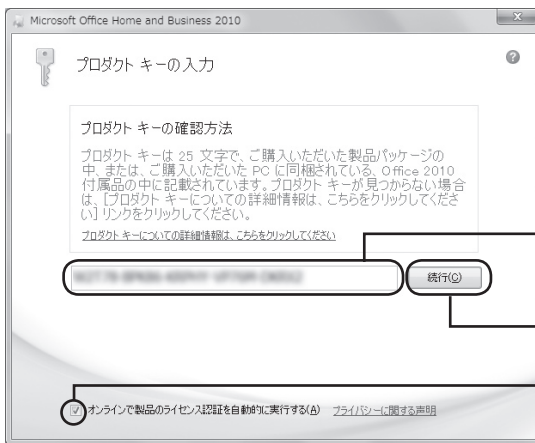 Microsoft Office Home and Business 2010
プロダクト キーの入力
プロダクト キーの確認方法
プロダクト キーは 25 文字で、ご購入いただいた製品パッケージの
中、または、ご購入いただいた PC に同梱されている、Office 2010
付属品の中に記載されています。プロダクト キーが見つからない場合
は、[プロダクト キーについての詳細情報は、こちらをクリックしてくださ
い] リンクをクリックしてください。
プロダクト キーについての詳細情報は、こちらをクリックしてください
続行(C)
オンラインで製品のライセンス認証を自動的に実行する(A) プライバシーに関する声明